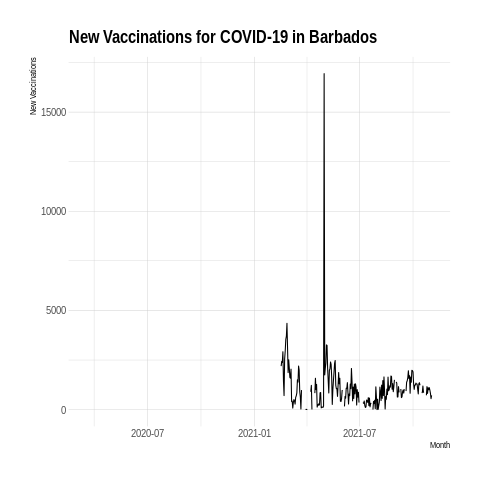 New Vaccinations for COVID-19 in Barbados
New Vaccinations
15000
10000
5000
0
2020-07 2021-01 2021-07
Month